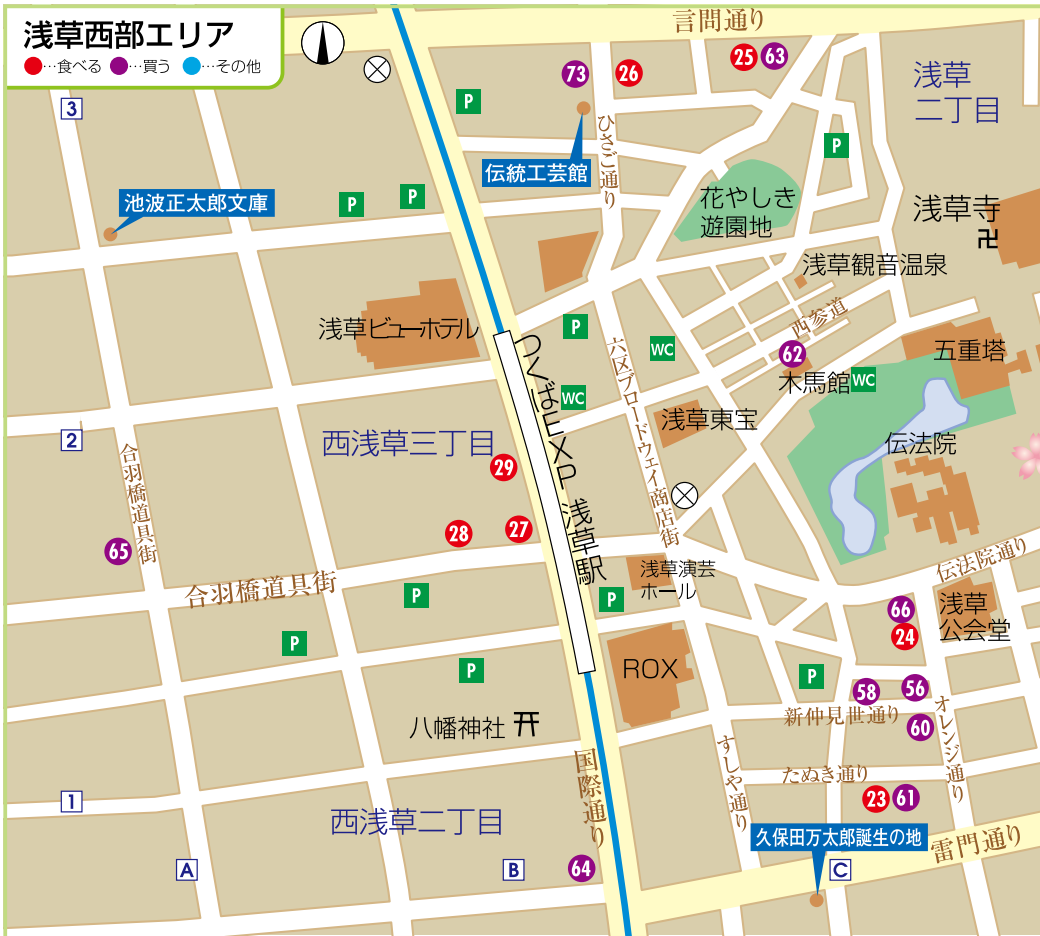 浅草西部エリア
●…食べる ●…買う ●…その他
言問通り
25
63
73
26
浅草
二丁目
3
P
ひさご通り
P
伝統工芸館
池波正太郎文庫
P
P
花やしき
遊園地
浅草寺
卍
浅草観音温泉
西参道
浅草ビューホテル
つくばEXP 浅草駅
P
六区ブロードウェイ商店街
WC
62
木馬館
WC
五重塔
WC
浅草東宝
2
西浅草三丁目
伝法院
合羽橋道具街
29
65
28
27
合羽橋道具街
浅草演芸
ホール
伝法院通り
P
P
66
浅草
公会堂
24
P
P
ROX
P
58
56
八幡神社
新仲見世通り
60
オレンジ通り
すしや通り
国際通り
たぬき通り
23
61
1
西浅草二丁目
久保田万太郎誕生の地
雷門通り
A
B
64
C